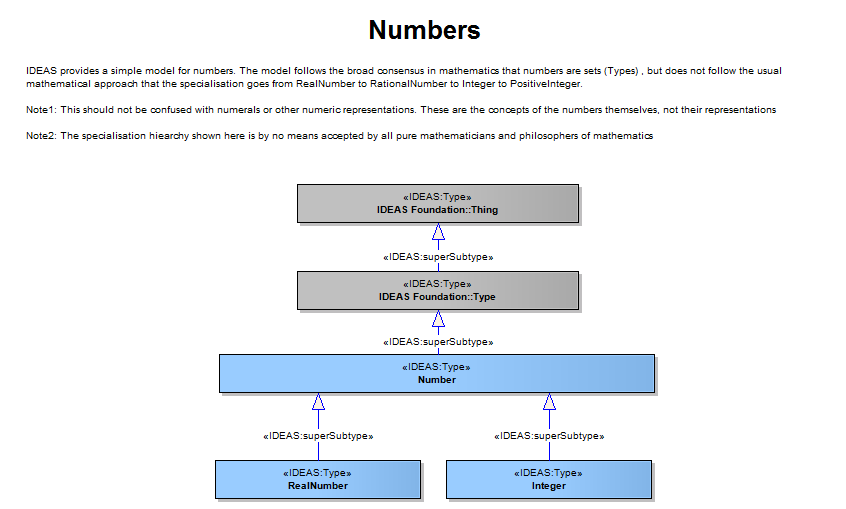 Numbers
IDEAS provides a simple model for numbers. The model follows the broad consensus in mathematics that numbers are sets (Types) , but does not follow the usual
mathematical approach that the specialisation goes from RealNumber to RationalNumber to Integer to PositiveInteger.
Note1: This should not be confused with numerals or other numeric representations. These are the concepts of the numbers themselves, not their representations
Note2: The specialisation hiearchy shown here is by no means accepted by all pure mathematicians and philosophers of mathematics
«IDEAS:Type»
IDEAS Foundation::Thing
«IDEAS:superSubtype»
«IDEAS:Type»
IDEAS Foundation::Type
«IDEAS:superSubtype»
«IDEAS:Type»
Number
«IDEAS:superSubtype» «IDEAS:superSubtype»
«IDEAS:Type» «IDEAS:Type»
RealNumber Integer